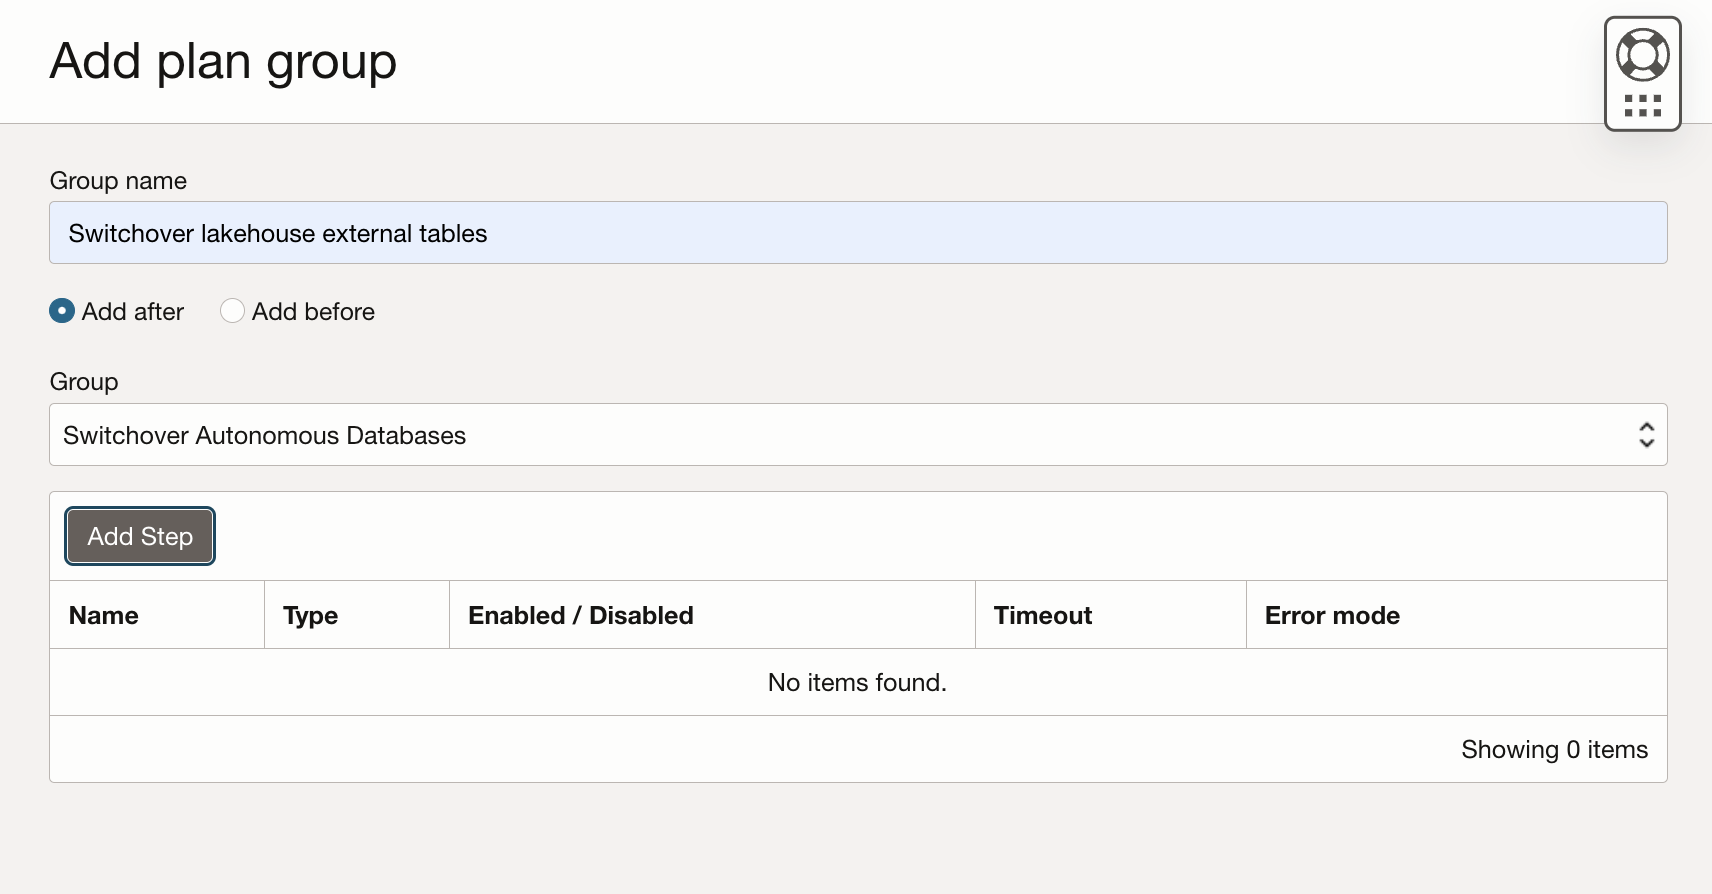 Add plan group
Group name
Switchover lakehouse external tables
Add after Add before
Group
Switchover Autonomous Databases
Add Step
Name Type Enabled / Disabled Timeout Error mode
No items found.
Showing 0 items